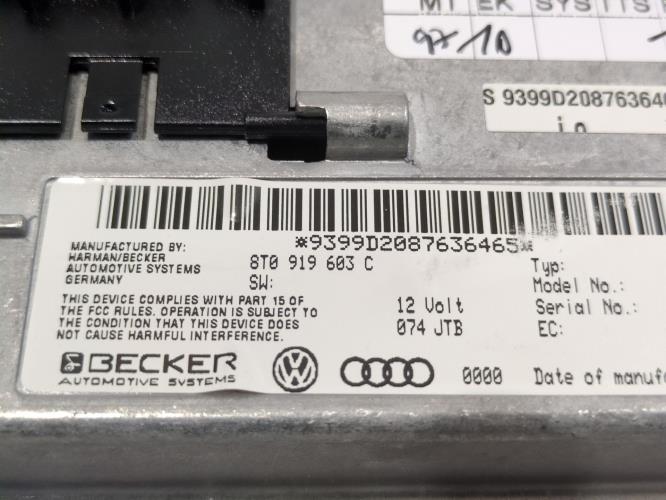 MI EK SYS ITS
97 10
S 9399D208763646
*9399D2087636465*
MANUFACTURED BY:
HARMAN/BECKER
AUTOMOTIVE SYSTEMS
GERMANY
8T0 919 603 C
SW:
Typ:
Model No.:
Serial No.:
EC:
THIS DEVICE COMPLIES WITH PART 15 OF
THE FCC RULES. OPERATION IS SUBJECT TO
THE CONDITION THAT THIS DEVICE DOES
NOT CAUSE HARMFUL INTERFERENCE.
12 Volt
074 JTB
BECKER
AUTOMOTIVE SYSTEMS
0000
Date of manufa